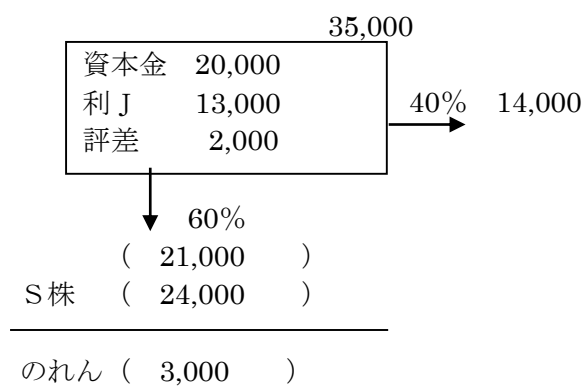 35,000
資本金 20,000
利J 13,000
評差 2,000
40% 14,000
60%
( 21,000 )
S株 ( 24,000 )
のれん ( 3,000 )